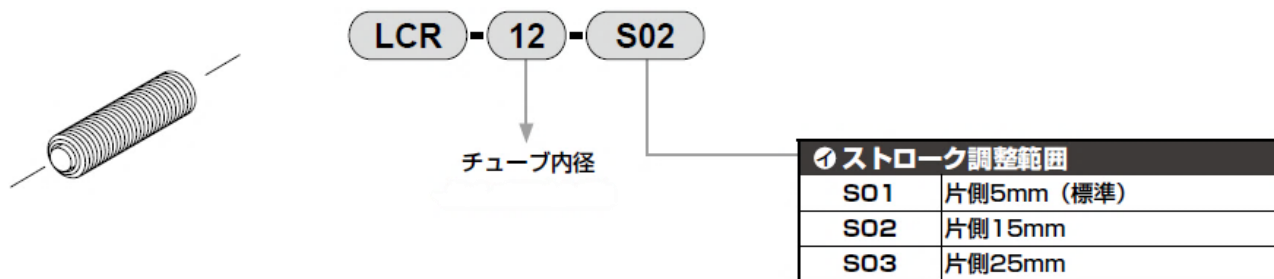 LCR-12-S02
チューブ内径
イ ストローク調整範囲
S01 片側5mm（標準）
S02 片側15mm
S03 片側25mm